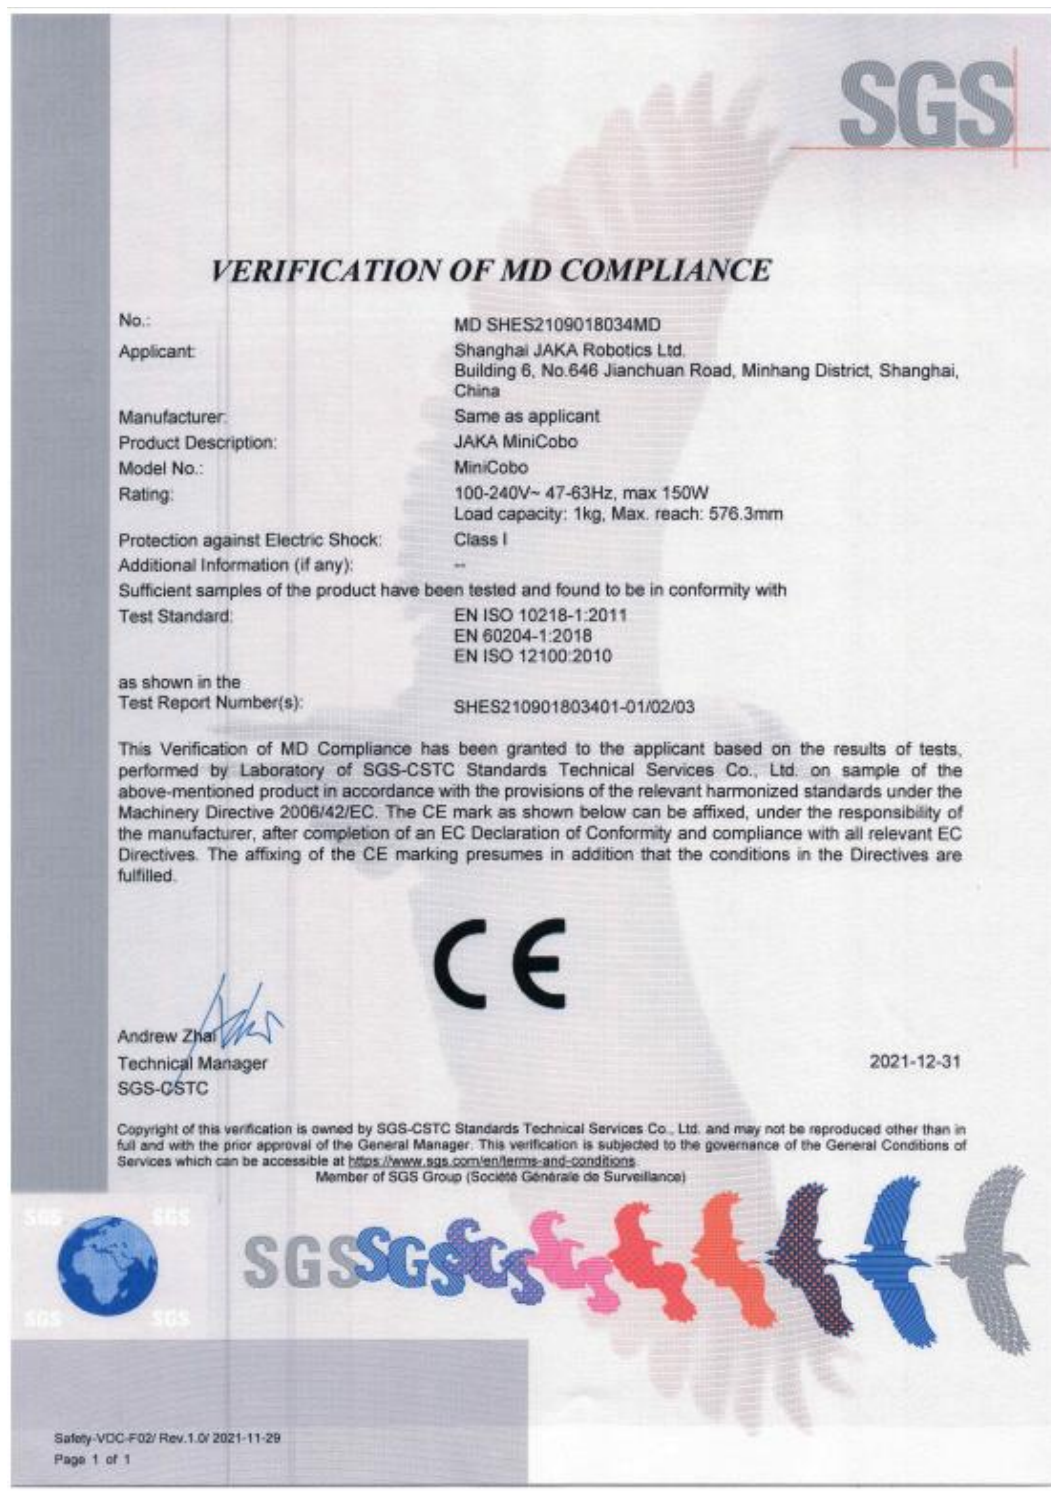 SGS
VERIFICATION OF MD COMPLIANCE
No.: MD SHES2109018034MD
Applicant: Shanghai JAKA Robotics Ltd.
Building 6, No.646 Jianchuan Road, Minhang District, Shanghai,
China
Manufacturer: Same as applicant
Product Description: JAKA MiniCobo
Model No.: MiniCobo
Rating: 100-240V~ 47-63Hz, max 150W
Load capacity: 1kg, Max. reach: 576.3mm
Protection against Electric Shock: Class I
Additional Information (if any): --
Sufficient samples of the product have been tested and found to be in conformity with
Test Standard: EN ISO 10218-1:2011
EN 60204-1:2018
EN ISO 12100:2010
as shown in the
Test Report Number(s): SHES210901803401-01/02/03
This Verification of MD Compliance has been granted to the applicant based on the results of tests,
performed by Laboratory of SGS-CSTC Standards Technical Services Co., Ltd. on sample of the
above-mentioned product in accordance with the provisions of the relevant harmonized standards under the
Machinery Directive 2006/42/EC. The CE mark as shown below can be affixed, under the responsibility of
the manufacturer, after completion of an EC Declaration of Conformity and compliance with all relevant EC
Directives. The affixing of the CE marking presumes in addition that the conditions in the Directives are
fulfilled.
CE
Andrew Zhai
Technical Manager
SGS-CSTC
2021-12-31
Copyright of this verification is owned by SGS-CSTC Standards Technical Services Co., Ltd. and may not be reproduced other than in
full and with the prior approval of the General Manager. This verification is subjected to the governance of the General Conditions of
Services which can be accessible at https://www.sgs.com/en/terms-and-conditions.
Member of SGS Group (Société Générale de Surveillance)
SGS SGS
SGS SGS SGS
SGS SGS
Safety-VOC-F02/ Rev.1.0/ 2021-11-29
Page 1 of 1